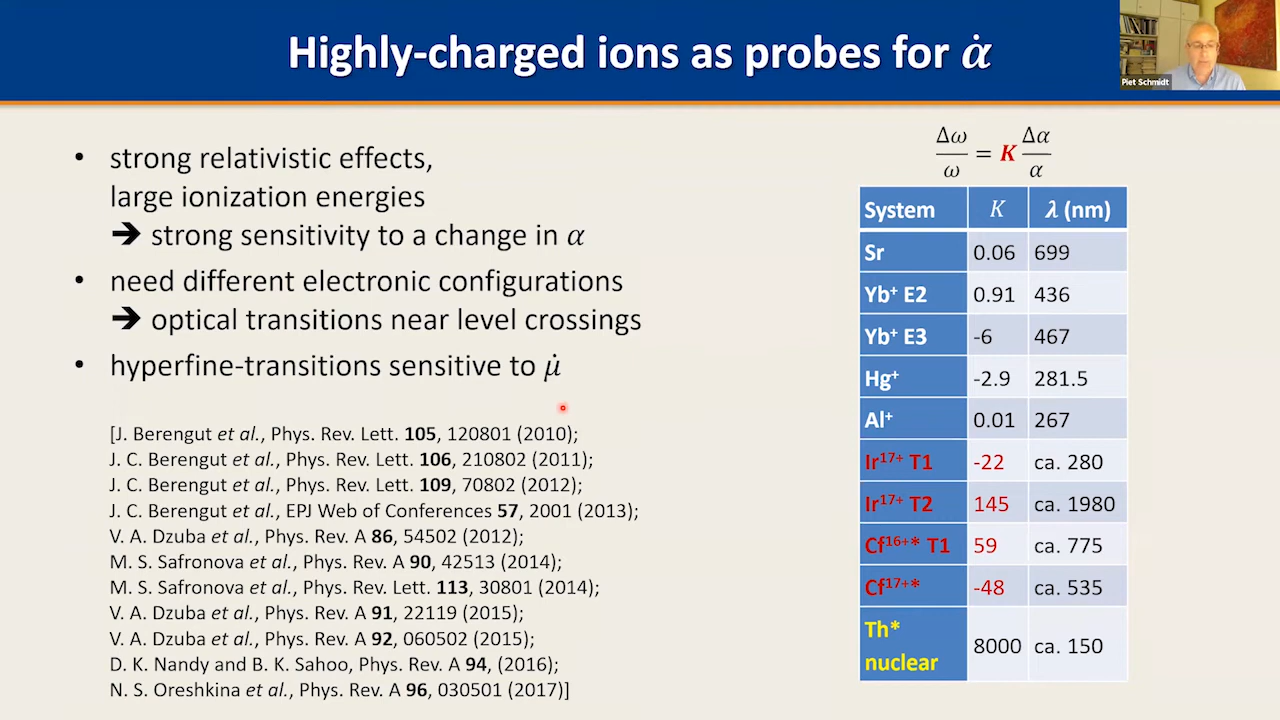 Highly-charged ions as probes for α̇
Piet Schmidt
• strong relativistic effects,
large ionization energies
➔ strong sensitivity to a change in α
• need different electronic configurations
➔ optical transitions near level crossings
• hyperfine-transitions sensitive to μ̇
[J. Berengut et al., Phys. Rev. Lett. 105, 120801 (2010);
J. C. Berengut et al., Phys. Rev. Lett. 106, 210802 (2011);
J. C. Berengut et al., Phys. Rev. Lett. 109, 70802 (2012);
J. C. Berengut et al., EPJ Web of Conferences 57, 2001 (2013);
V. A. Dzuba et al., Phys. Rev. A 86, 54502 (2012);
M. S. Safronova et al., Phys. Rev. A 90, 42513 (2014);
M. S. Safronova et al., Phys. Rev. Lett. 113, 30801 (2014);
V. A. Dzuba et al., Phys. Rev. A 91, 22119 (2015);
V. A. Dzuba et al., Phys. Rev. A 92, 060502 (2015);
D. K. Nandy and B. K. Sahoo, Phys. Rev. A 94, (2016);
N. S. Oreshkina et al., Phys. Rev. A 96, 030501 (2017)]
Δω/ω = K Δα/α
System K λ (nm)
Sr 0.06 699
Yb⁺ E2 0.91 436
Yb⁺ E3 -6 467
Hg⁺ -2.9 281.5
Al⁺ 0.01 267
Ir¹⁷⁺ T1 -22 ca. 280
Ir¹⁷⁺ T2 145 ca. 1980
Cf¹⁶⁺* T1 59 ca. 775
Cf¹⁷⁺* -48 ca. 535
Th*
nuclear 8000 ca. 150